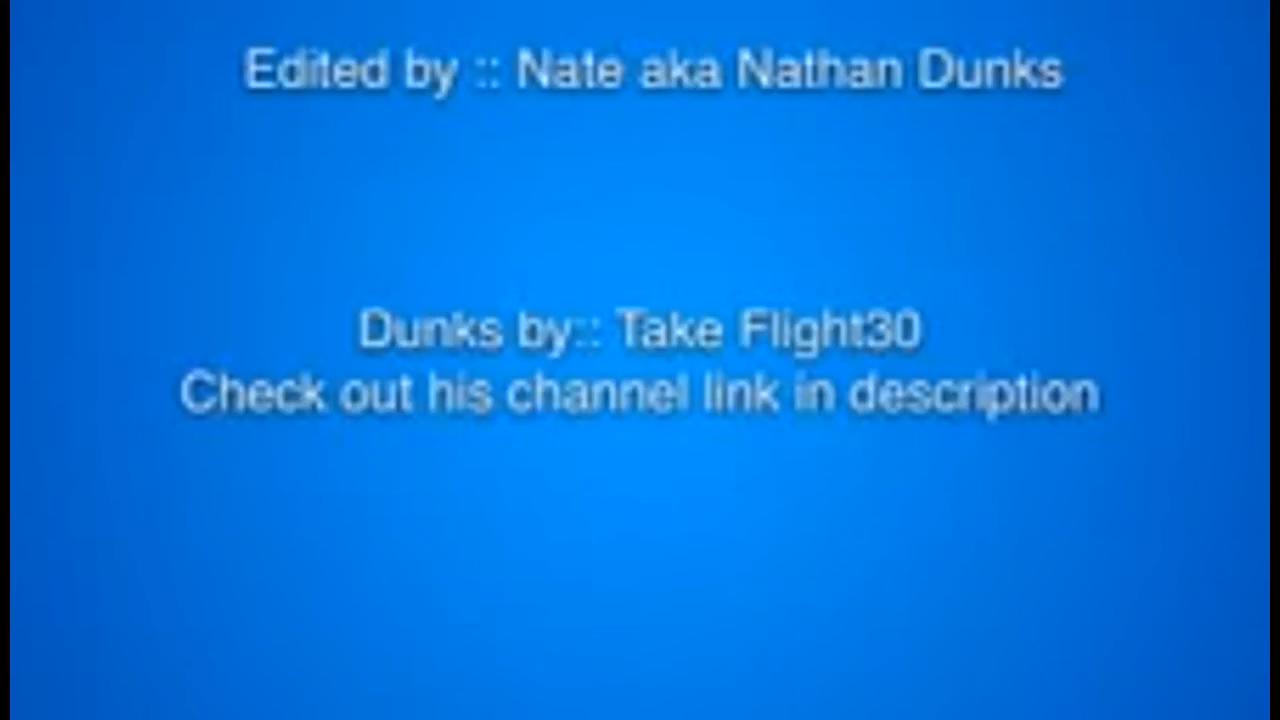 Edited by :: Nate aka Nathan Dunks
Dunks by:: Take Flight30
Check out his channel link in description